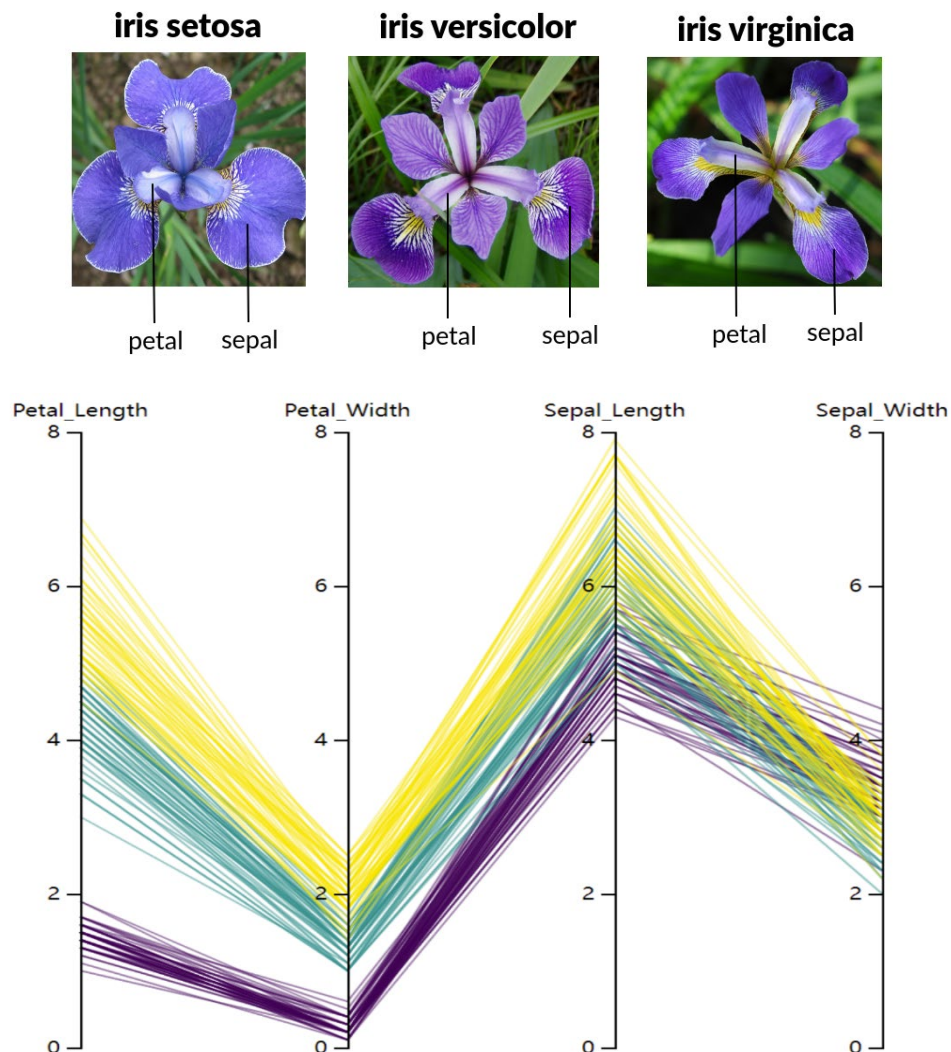 iris setosa iris versicolor iris virginica
petal sepal petal sepal petal sepal
Petal_Length Petal_Width Sepal_Length Sepal_Width
8 8 8 8
6 6 6 6
4 4 4 4
2 2 2 2
0 0 0 0